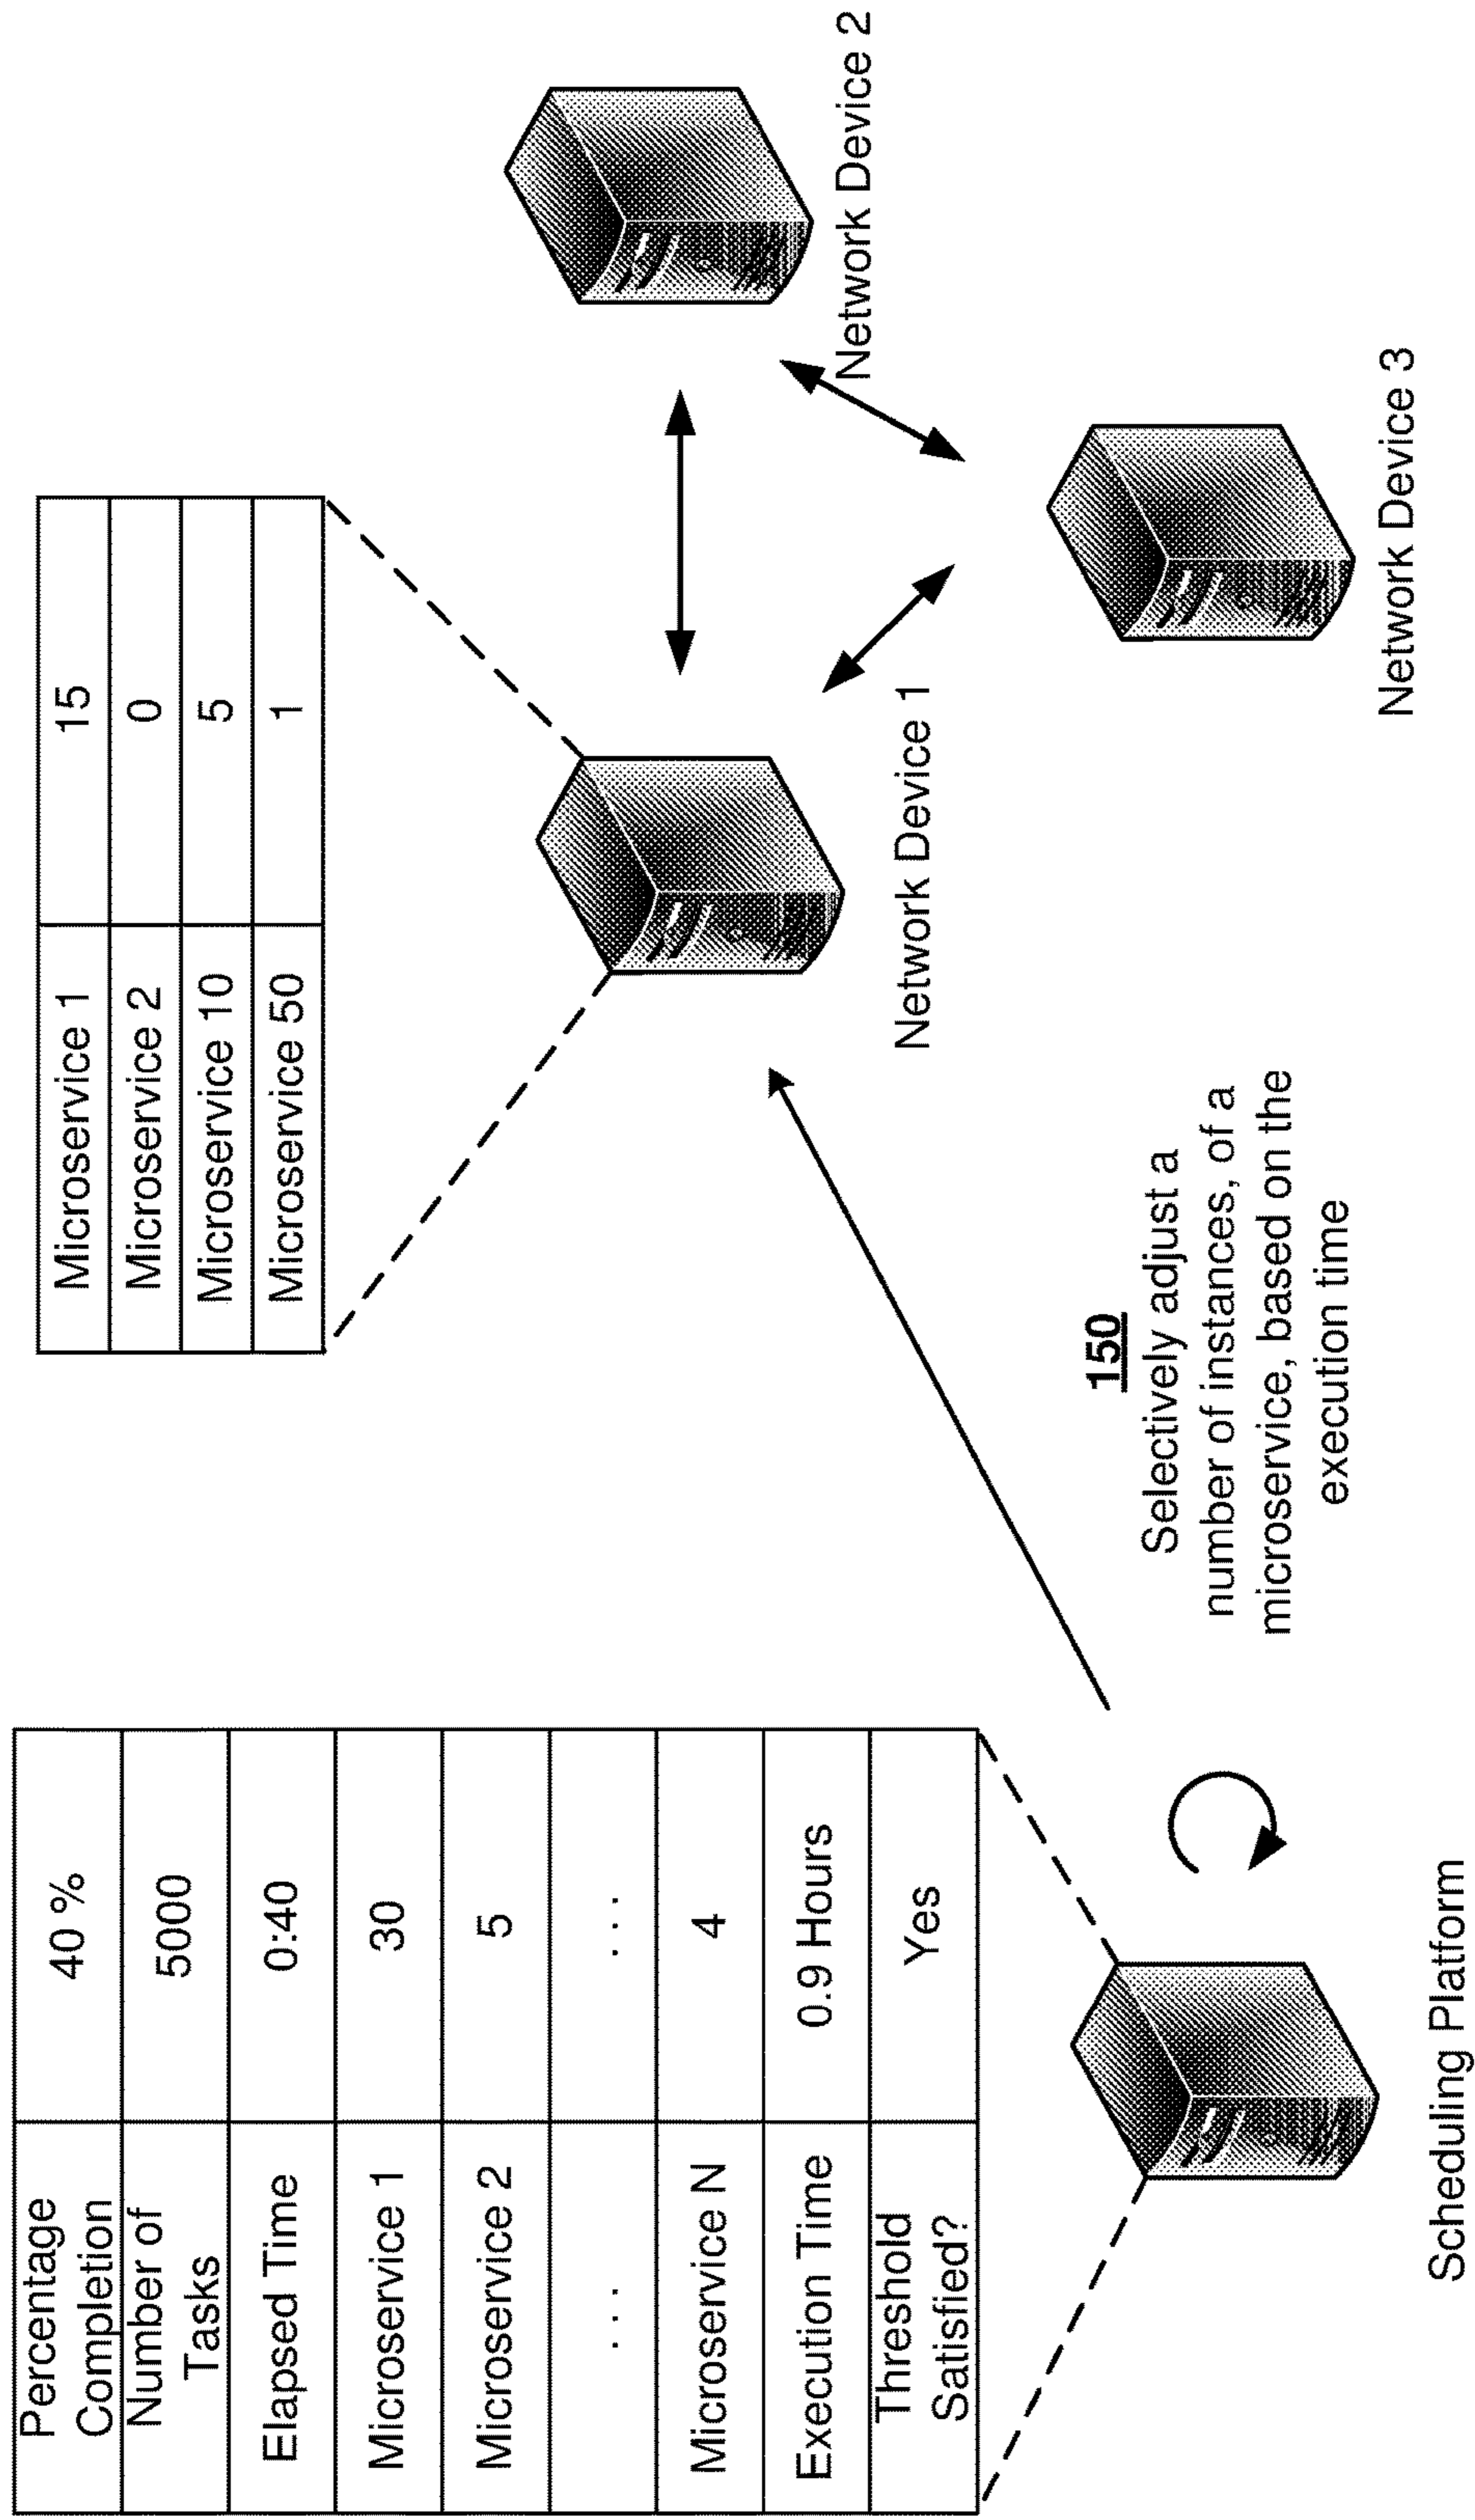 Percentage Completion 40 %
Number of Tasks 5000
Elapsed Time 0:40
Microservice 1 30
Microservice 2 5
... ...
Microservice N 4
Execution Time 0.9 Hours
Threshold Satisfied? Yes
Scheduling Platform
150
Selectively adjust a
number of instances, of a
microservice, based on the
execution time
Microservice 1 15
Microservice 2 0
Microservice 10 5
Microservice 50 1
Network Device 1
Network Device 2
Network Device 3